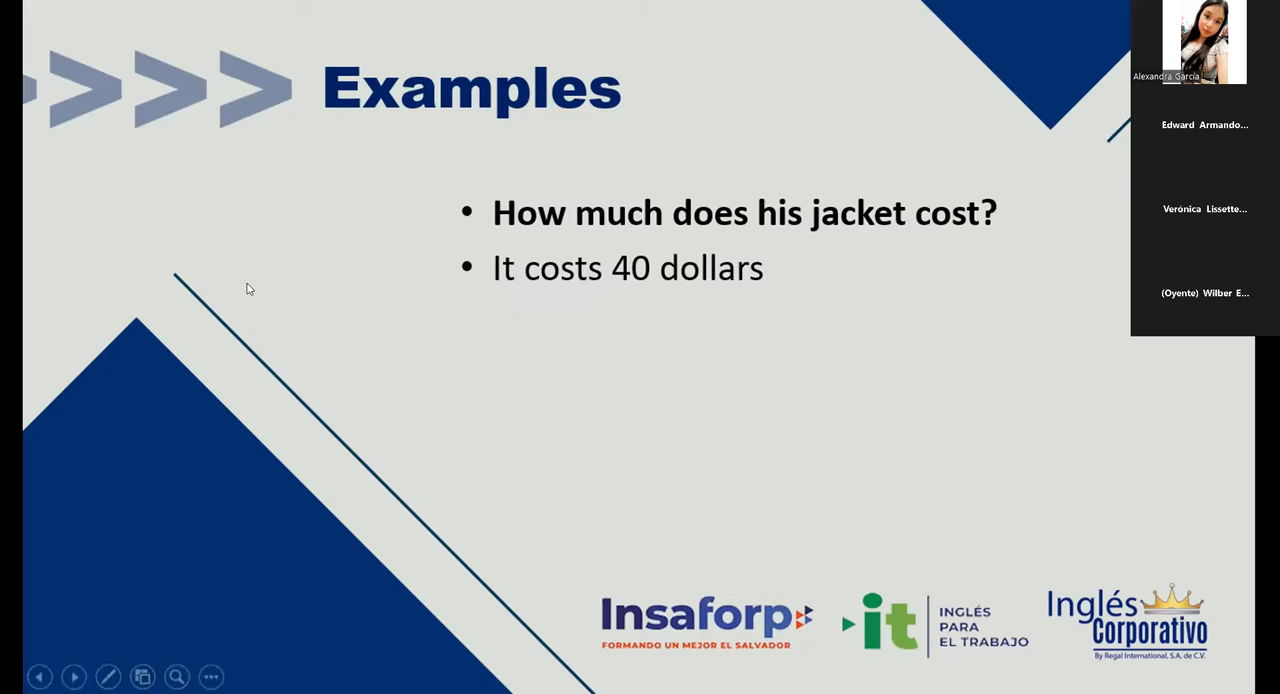 Examples
Alexandra García
Edward Armando...
Verónica Lissette...
(Oyente) Wilber E...
• How much does his jacket cost?
• It costs 40 dollars
Insaforp
FORMANDO UN MEJOR EL SALVADOR
it
INGLÉS
PARA
EL TRABAJO
Inglés
Corporativo
By Regal International, S.A. de C.V.